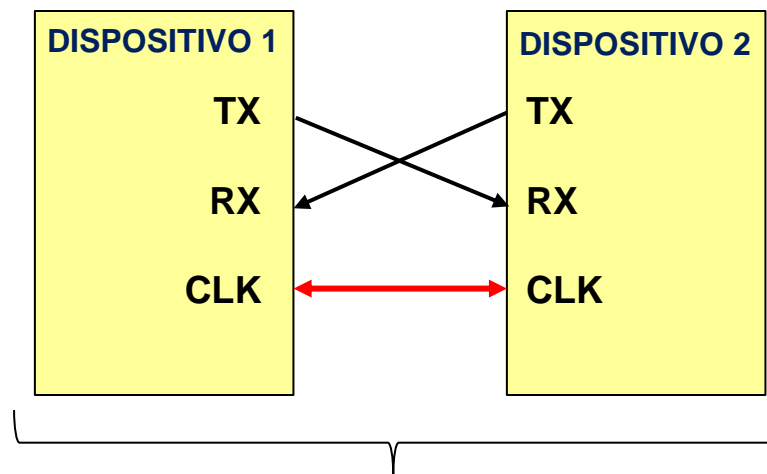 DISPOSITIVO 1
TX
RX
CLK
DISPOSITIVO 2
TX
RX
CLK